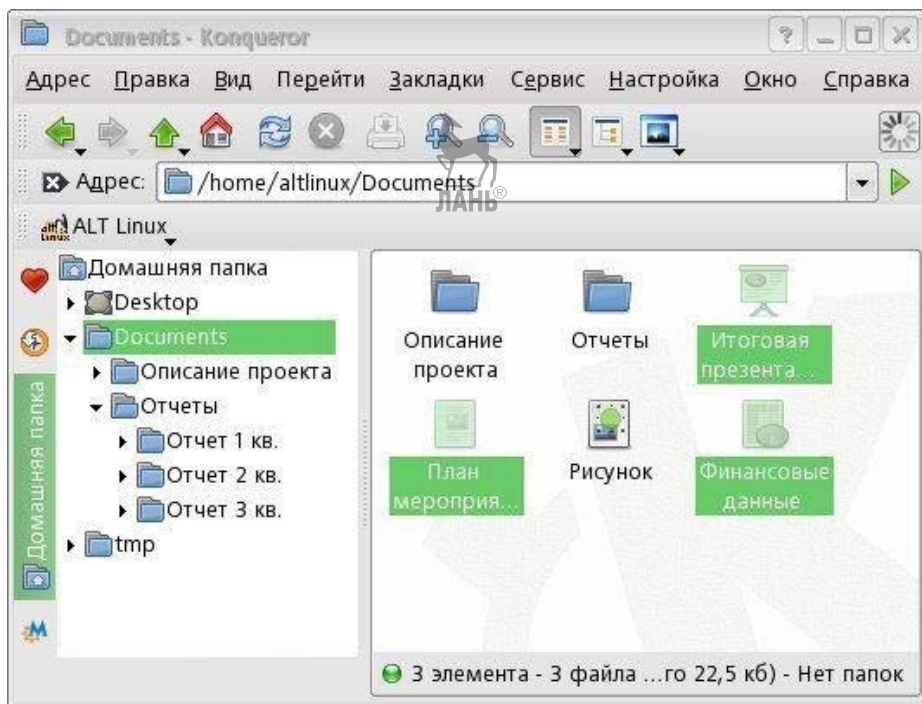 Documents - Konqueror
Адрес Правка Вид Перейти Закладки Сервис Настройка Окно Справка
Адрес: /home/altlinux/Documents
ЛАНЬ®
ALT Linux
Домашняя папка
Домашняя папка
Desktop
Documents
Описание проекта
Отчеты
Отчет 1 кв.
Отчет 2 кв.
Отчет 3 кв.
tmp
Описание
проекта
Отчеты
Итоговая
презента...
План
мероприя...
Рисунок
Финансовые
данные
3 элемента - 3 файла ...го 22,5 кб) - Нет папок